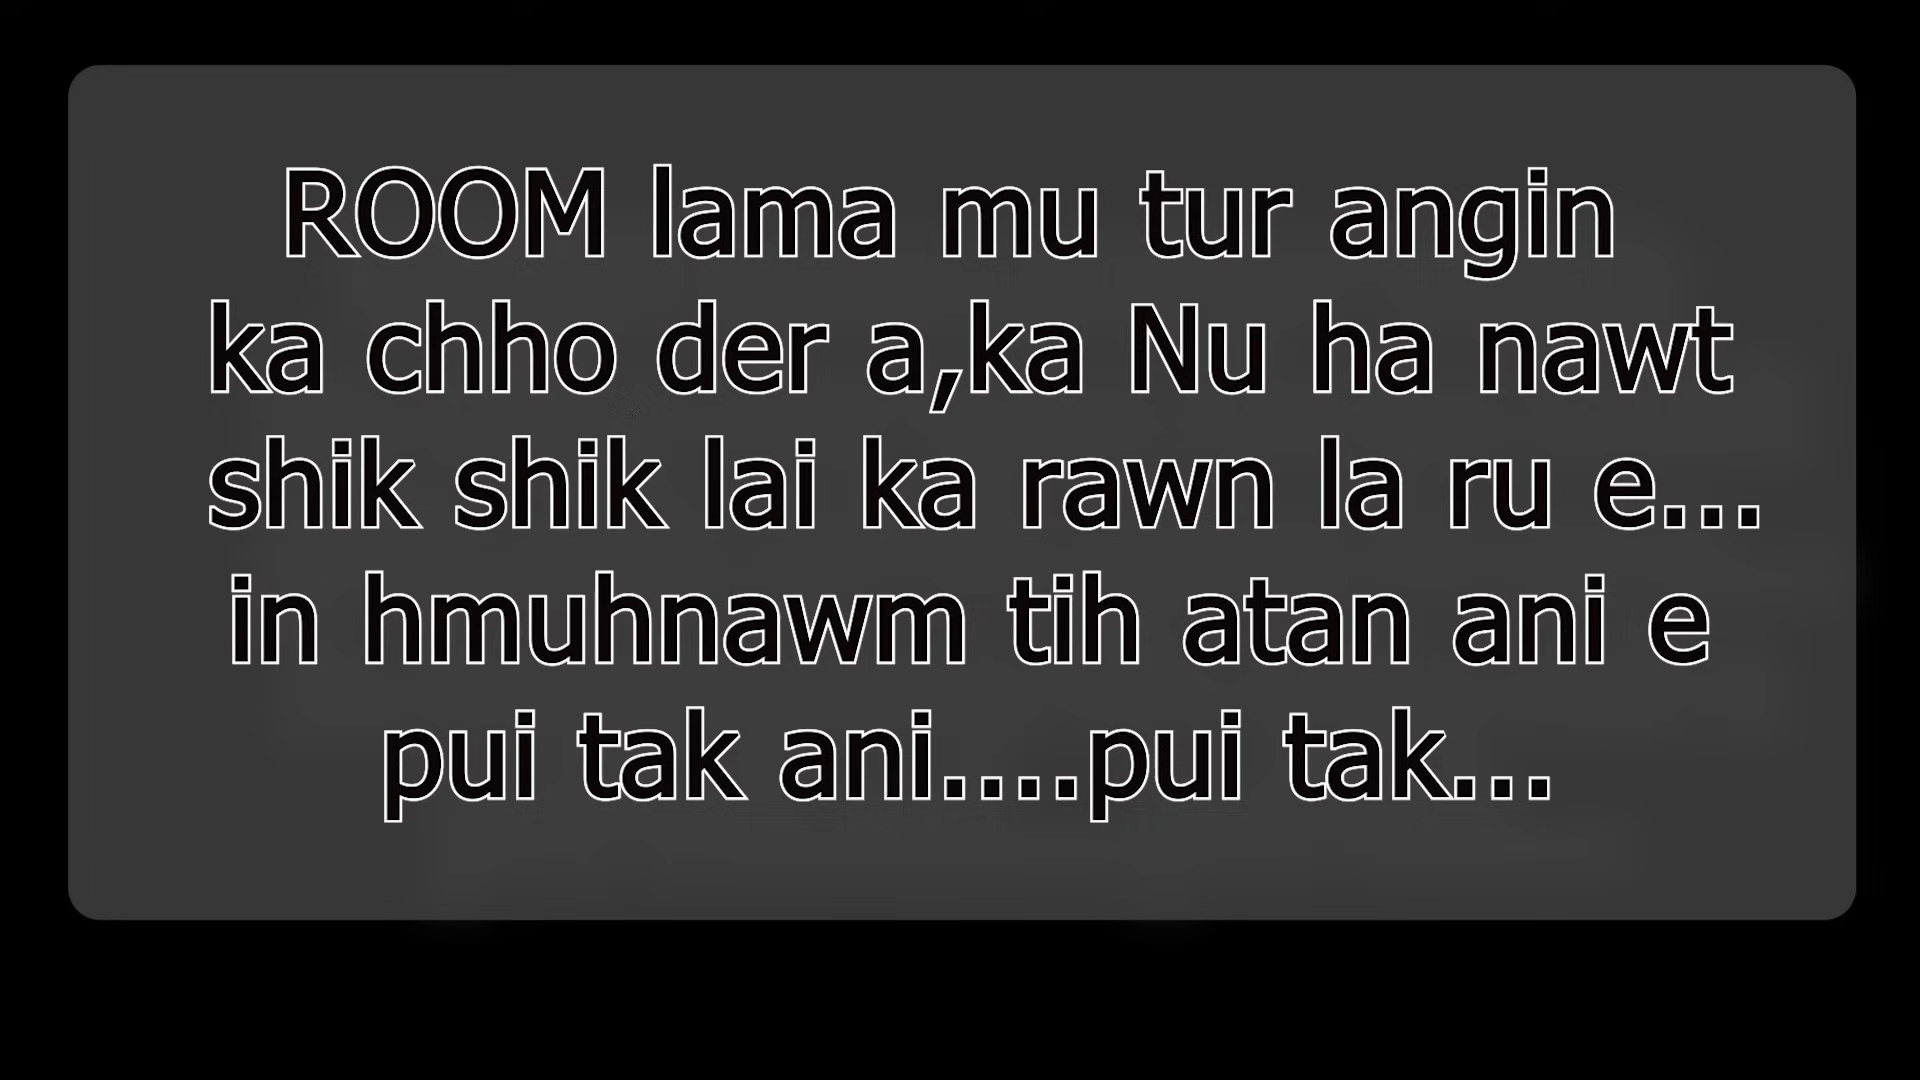 ROOM lama mu tur angin
ka chho der a,ka Nu ha nawt
shik shik lai ka rawn la ru e...
in hmuhnawm tih atan ani e
pui tak ani....pui tak...